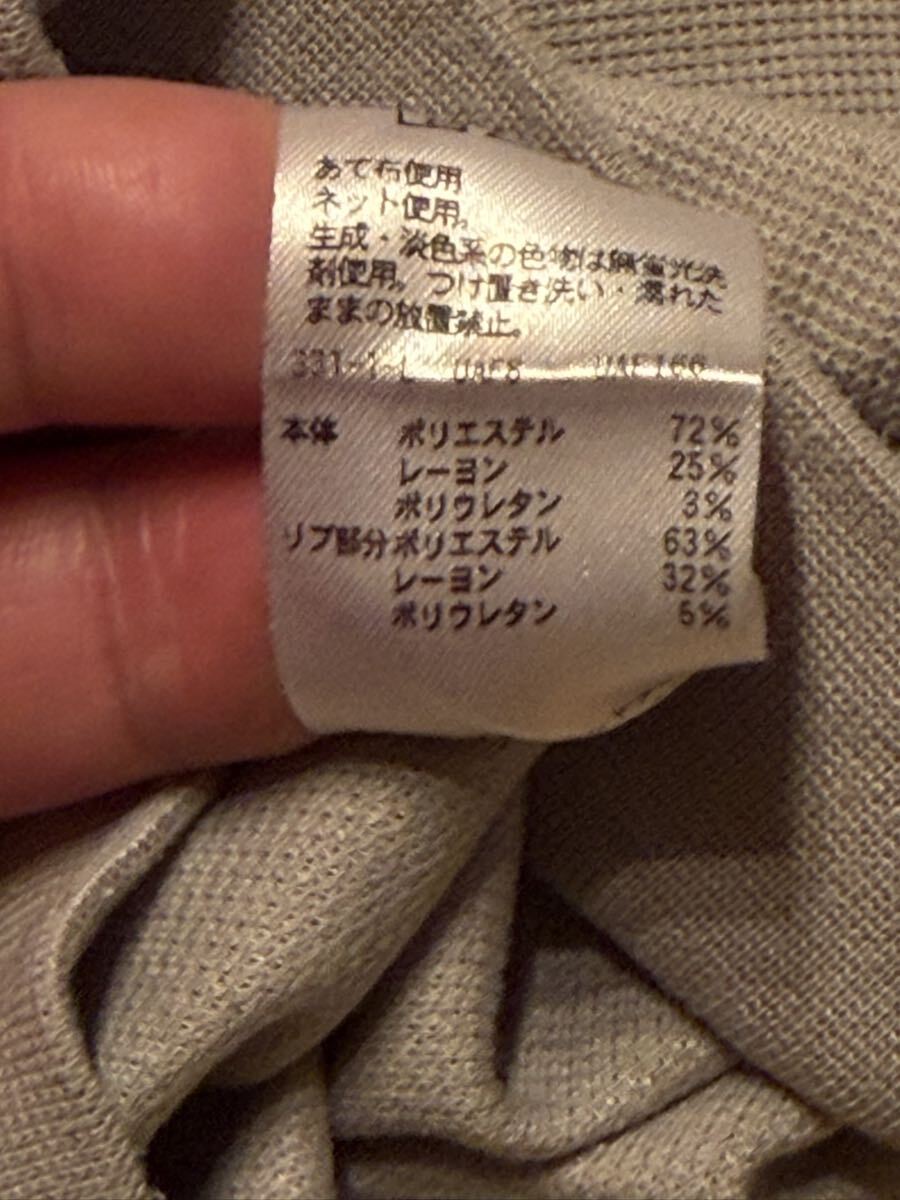 あて布使用
ネット使用。
生成・淡色系の色物は無蛍光洗
剤使用。つけ置き洗い・濡れた
ままの放置禁止。
本体 ポリエステル 72%
レーヨン 25%
ポリウレタン 3%
リブ部分 ポリエステル 63%
レーヨン 32%
ポリウレタン 5%